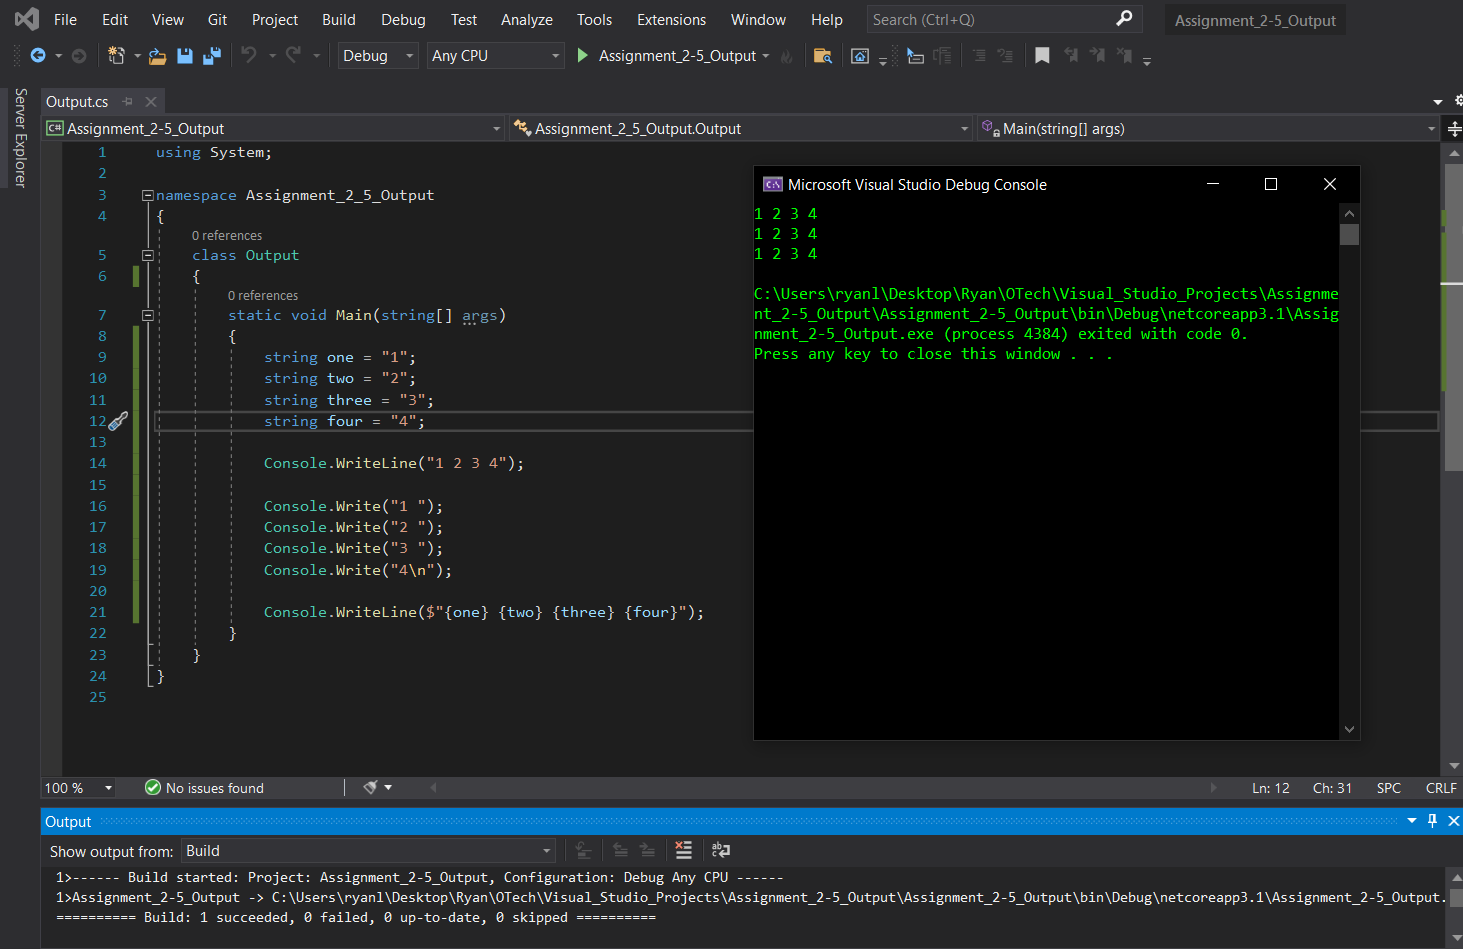 File Edit View Git Project Build Debug Test Analyze Tools Extensions Window Help Search (Ctrl+Q) Assignment_2-5_Output
Debug Any CPU Assignment_2-5_Output
Server Explorer
Output.cs
C# Assignment_2-5_Output Assignment_2_5_Output.Output Main(string[] args)
1 using System;
2
3 namespace Assignment_2_5_Output
4 {
0 references
5 class Output
6 {
0 references
7 static void Main(string[] args)
8 {
9 string one = "1";
10 string two = "2";
11 string three = "3";
12 string four = "4";
13
14 Console.WriteLine("1 2 3 4");
15
16 Console.Write("1 ");
17 Console.Write("2 ");
18 Console.Write("3 ");
19 Console.Write("4\n");
20
21 Console.WriteLine($"{one} {two} {three} {four}");
22 }
23 }
24 }
25
C:\ Microsoft Visual Studio Debug Console
1 2 3 4
1 2 3 4
1 2 3 4
C:\Users\ryanl\Desktop\Ryan\OTech\Visual_Studio_Projects\Assignme
nt_2-5_Output\Assignment_2-5_Output\bin\Debug\netcoreapp3.1\Assig
nment_2-5_Output.exe (process 4384) exited with code 0.
Press any key to close this window . . .
100 % No issues found Ln: 12 Ch: 31 SPC CRLF
Output
Show output from: Build
1>------ Build started: Project: Assignment_2-5_Output, Configuration: Debug Any CPU ------
1>Assignment_2-5_Output -> C:\Users\ryanl\Desktop\Ryan\OTech\Visual_Studio_Projects\Assignment_2-5_Output\Assignment_2-5_Output\bin\Debug\netcoreapp3.1\Assignment_2-5_Output.
========== Build: 1 succeeded, 0 failed, 0 up-to-date, 0 skipped ==========